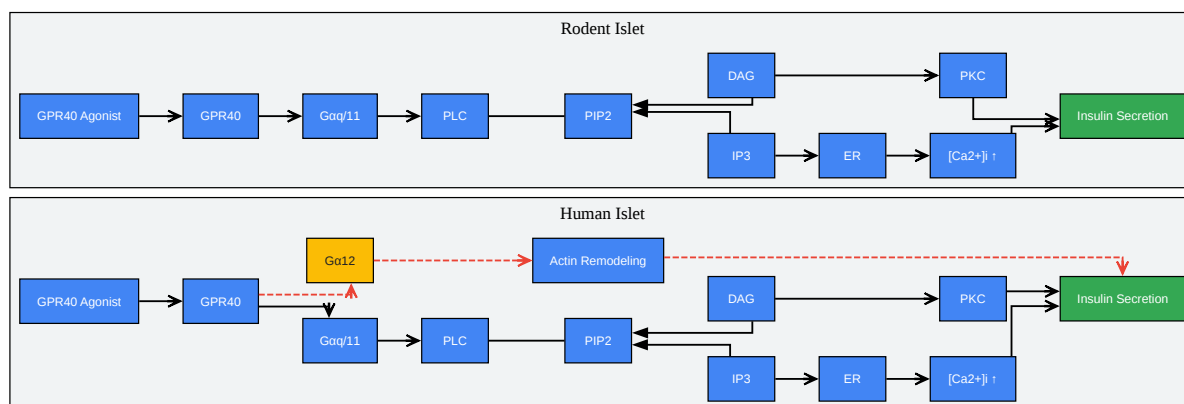 Rodent Islet
GPR40 Agonist
GPR40
Gαq/11
PLC
PIP2
DAG
PKC
IP3
ER
[Ca2+]i ↑
Insulin Secretion
Human Islet
GPR40 Agonist
GPR40
Gα12
Actin Remodeling
Gαq/11
PLC
PIP2
DAG
PKC
IP3
ER
[Ca2+]i ↑
Insulin Secretion